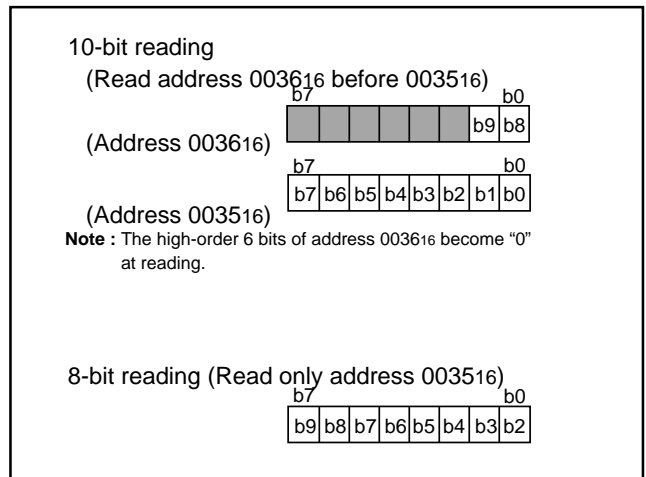 10-bit reading
(Read address 003616 before 003516)
b7 b0
b9 b8
(Address 003616)
b7 b0
b7 b6 b5 b4 b3 b2 b1 b0
(Address 003516)
Note : The high-order 6 bits of address 003616 become “0”
at reading.
8-bit reading (Read only address 003516)
b7 b0
b9 b8 b7 b6 b5 b4 b3 b2